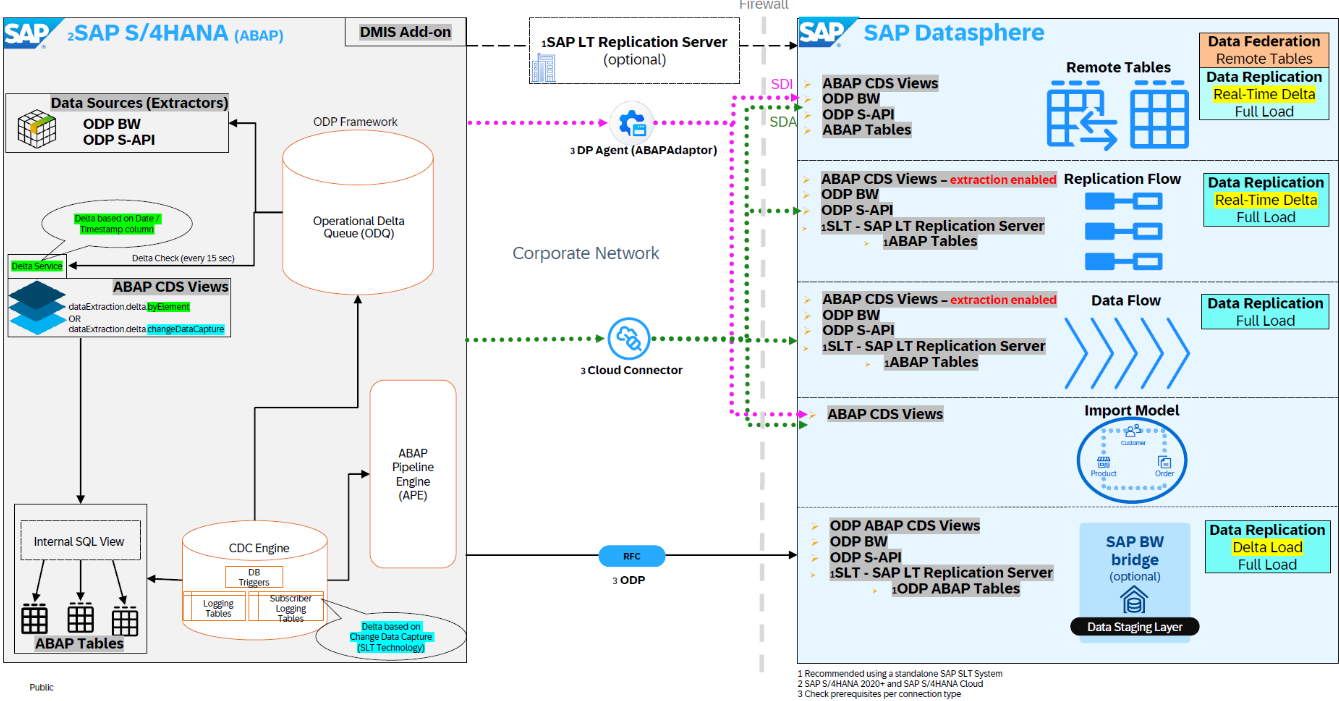 Firewall
SAP
2SAP S/4HANA (ABAP)
DMIS Add-on
1SAP LT Replication Server
(optional)
SAP
SAP Datasphere
Data Sources (Extractors)
ODP BW
ODP S-API
ODP Framework
Operational Delta
Queue (ODQ)
Delta based on Date /
Timestamp column
Delta Check (every 15 sec)
Delta Service
ABAP CDS Views
dataExtraction.delta.byElement
OR
dataExtraction.delta.changeDataCapture
ABAP
Pipeline
Engine
(APE)
Internal SQL View
ABAP Tables
CDC Engine
DB
Triggers
Logging
Tables
Subscriber
Logging
Tables
Delta based on
Change Data Capture
(SLT Technology)
3 DP Agent (ABAPAdaptor)
Corporate Network
3 Cloud Connector
RFC
3 ODP
SDI
SDA
ABAP CDS Views
ODP BW
ODP S-API
ABAP Tables
Remote Tables
Data Federation
Remote Tables
Data Replication
Real-Time Delta
Full Load
ABAP CDS Views – extraction enabled
ODP BW
ODP S-API
1SLT - SAP LT Replication Server
1ABAP Tables
Replication Flow
Data Replication
Real-Time Delta
Full Load
ABAP CDS Views – extraction enabled
ODP BW
ODP S-API
1SLT - SAP LT Replication Server
1ABAP Tables
Data Flow
Data Replication
Full Load
ABAP CDS Views
Import Model
Customer
Product
Order
ODP ABAP CDS Views
ODP BW
ODP S-API
1SLT - SAP LT Replication Server
1ODP ABAP Tables
SAP BW
bridge
(optional)
Data Staging Layer
Data Replication
Delta Load
Full Load
1 Recommended using a standalone SAP SLT System
2 SAP S/4HANA 2020+ and SAP S/4HANA Cloud
3 Check prerequisites per connection type
Public